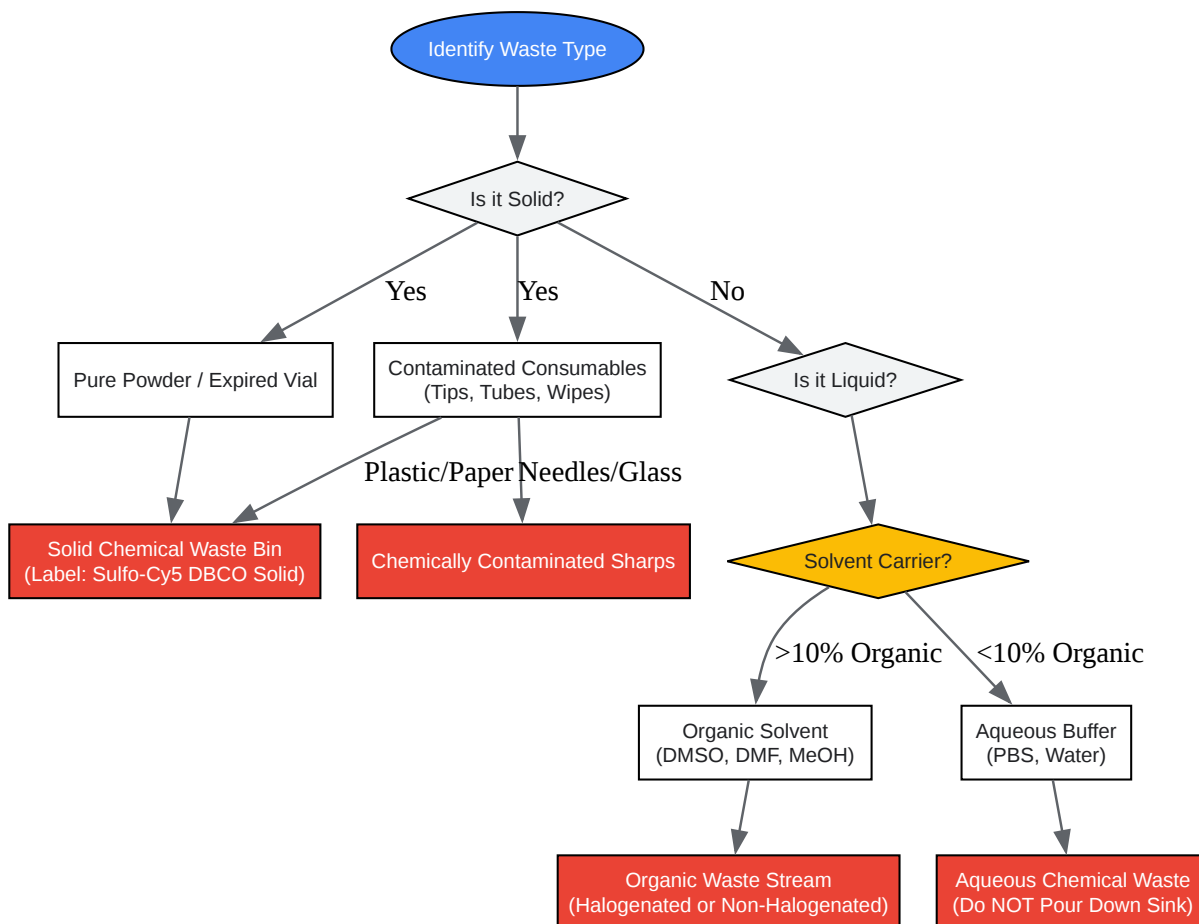 Identify Waste Type
Is it Solid?
Yes
Yes
No
Pure Powder / Expired Vial
Contaminated Consumables
(Tips, Tubes, Wipes)
Is it Liquid?
Plastic/Paper
Needles/Glass
Solid Chemical Waste Bin
(Label: Sulfo-Cy5 DBCO Solid)
Chemically Contaminated Sharps
Solvent Carrier?
>10% Organic
<10% Organic
Organic Solvent
(DMSO, DMF, MeOH)
Aqueous Buffer
(PBS, Water)
Organic Waste Stream
(Halogenated or Non-Halogenated)
Aqueous Chemical Waste
(Do NOT Pour Down Sink)